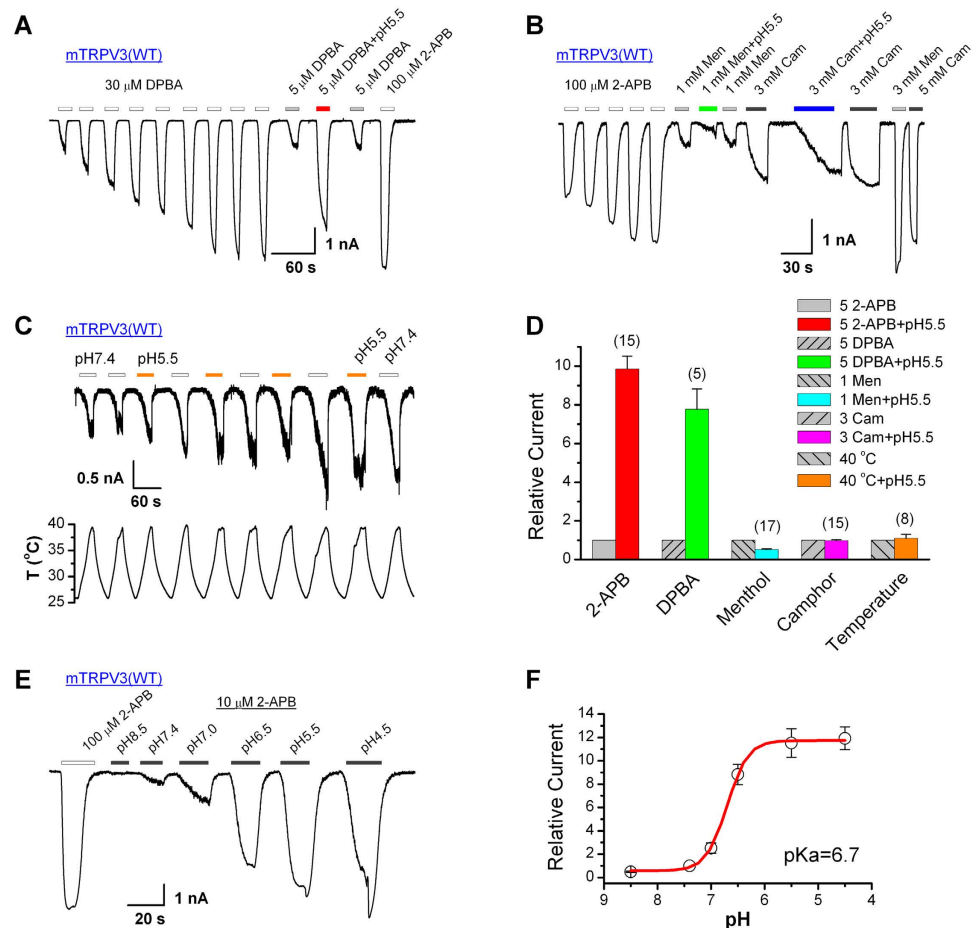 A
mTRPV3(WT)
30 μM DPBA
5 μM DPBA
5 μM DPBA+pH5.5
5 μM DPBA
100 μM 2-APB
1 nA
60 s
B
mTRPV3(WT)
100 μM 2-APB
1 mM Men
1 mM Men+pH5.5
1 mM Men
3 mM Cam
3 mM Cam+pH5.5
3 mM Cam
3 mM Men
5 mM Cam
1 nA
30 s
C
mTRPV3(WT)
pH7.4
pH5.5
pH5.5
pH7.4
0.5 nA
60 s
T (°C)
40
35
30
25
D
Relative Current
10
8
6
4
2
0
(15)
(5)
(17)
(15)
(8)
2-APB
DPBA
Menthol
Camphor
Temperature
5 2-APB
5 2-APB+pH5.5
5 DPBA
5 DPBA+pH5.5
1 Men
1 Men+pH5.5
3 Cam
3 Cam+pH5.5
40 °C
40 °C+pH5.5
E
mTRPV3(WT)
100 μM 2-APB
10 μM 2-APB
pH8.5
pH7.4
pH7.0
pH6.5
pH5.5
pH4.5
1 nA
20 s
F
Relative Current
14
12
10
8
6
4
2
0
pKa=6.7
9 8 7 6 5 4
pH